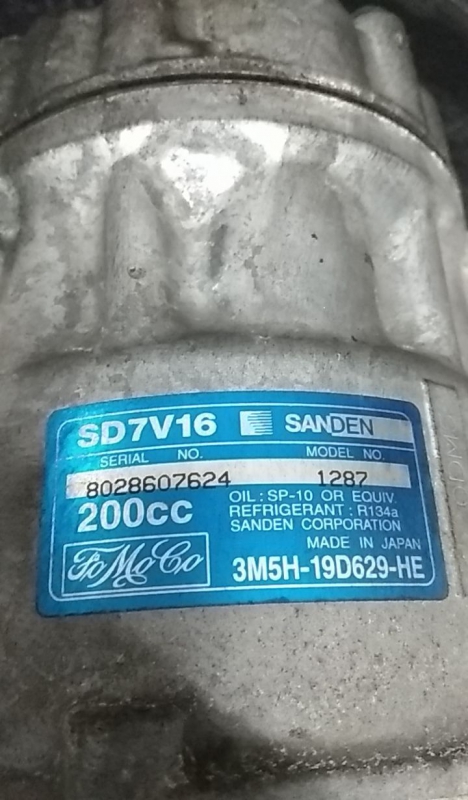 SD7V16 SANDEN
SERIAL NO. MODEL NO.
8028607624 1287
200cc
OIL : SP-10 OR EQUIV.
REFRIGERANT : R134a
SANDEN CORPORATION
MADE IN JAPAN
FoMoCo
3M5H-19D629-HE